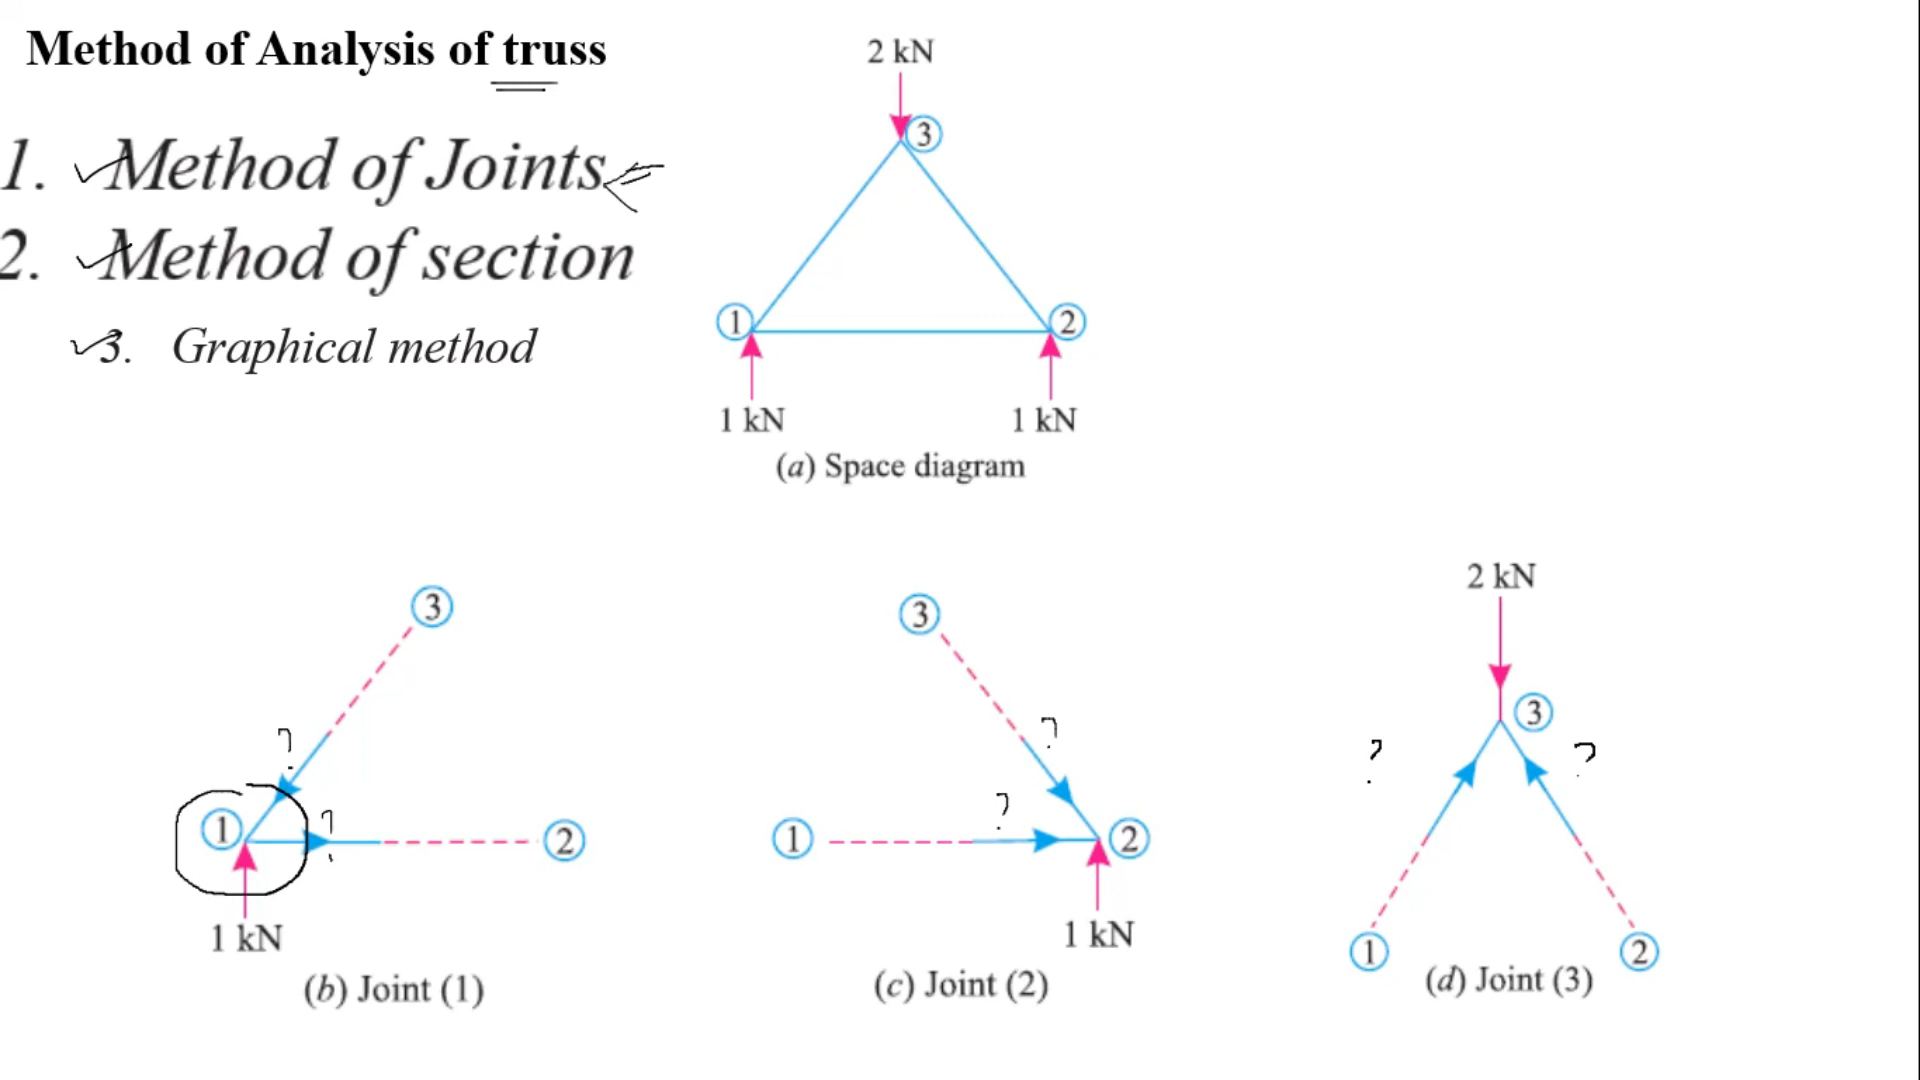 Method of Analysis of truss
1. Method of Joints
2. Method of section
3. Graphical method
2 kN
3
1
2
1 kN
1 kN
(a) Space diagram
3
?
1
?
2
1 kN
(b) Joint (1)
3
?
1
?
2
1 kN
(c) Joint (2)
2 kN
3
?
?
1
2
(d) Joint (3)